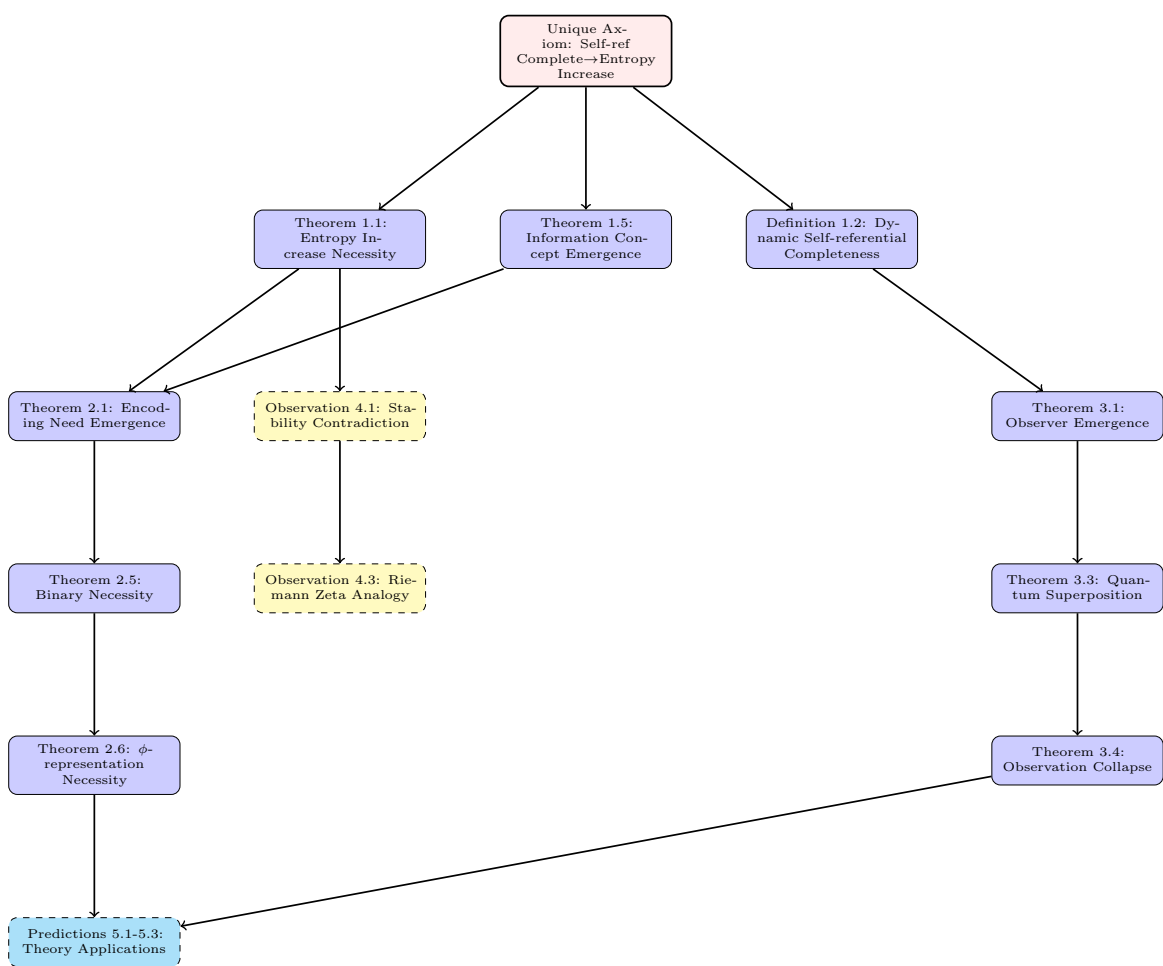 Unique Ax-
iom: Self-ref
Complete→Entropy
Increase
Theorem 1.1:
Entropy In-
crease Necessity
Theorem 1.5:
Information Con-
cept Emergence
Definition 1.2: Dy-
namic Self-referential
Completeness
Theorem 2.1: Encod-
ing Need Emergence
Observation 4.1: Sta-
bility Contradiction
Theorem 3.1:
Observer Emergence
Theorem 2.5:
Binary Necessity
Observation 4.3: Rie-
mann Zeta Analogy
Theorem 3.3: Quan-
tum Superposition
Theorem 2.6: ϕ-
representation
Necessity
Theorem 3.4:
Observation Collapse
Predictions 5.1-5.3:
Theory Applications